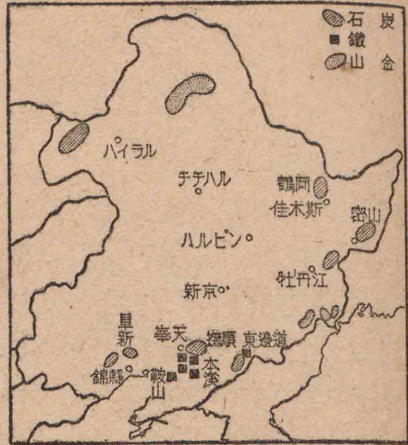 石炭
鐵
山金
ハイラル
チチハル
鶴岡
佳木斯
密山
ハルピン
牡丹江
新京
阜新
奉天
撫順
東邊道
錦縣
鞍山
本溪